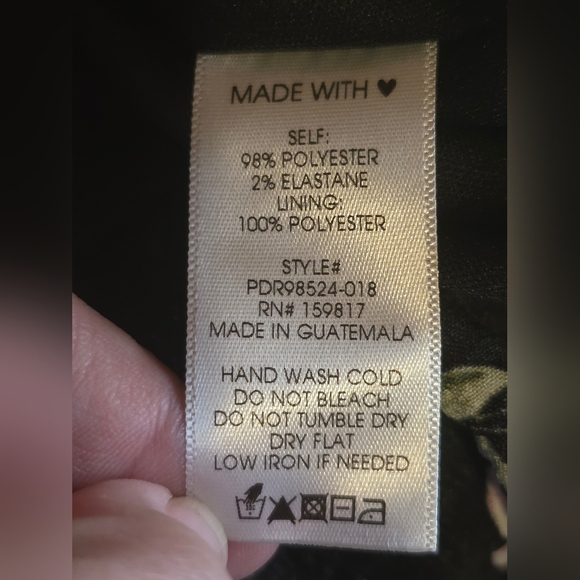 MADE WITH ♥
SELF:
98% POLYESTER
2% ELASTANE
LINING:
100% POLYESTER
STYLE#
PDR98524-018
RN# 159817
MADE IN GUATEMALA
HAND WASH COLD
DO NOT BLEACH
DO NOT TUMBLE DRY
DRY FLAT
LOW IRON IF NEEDED